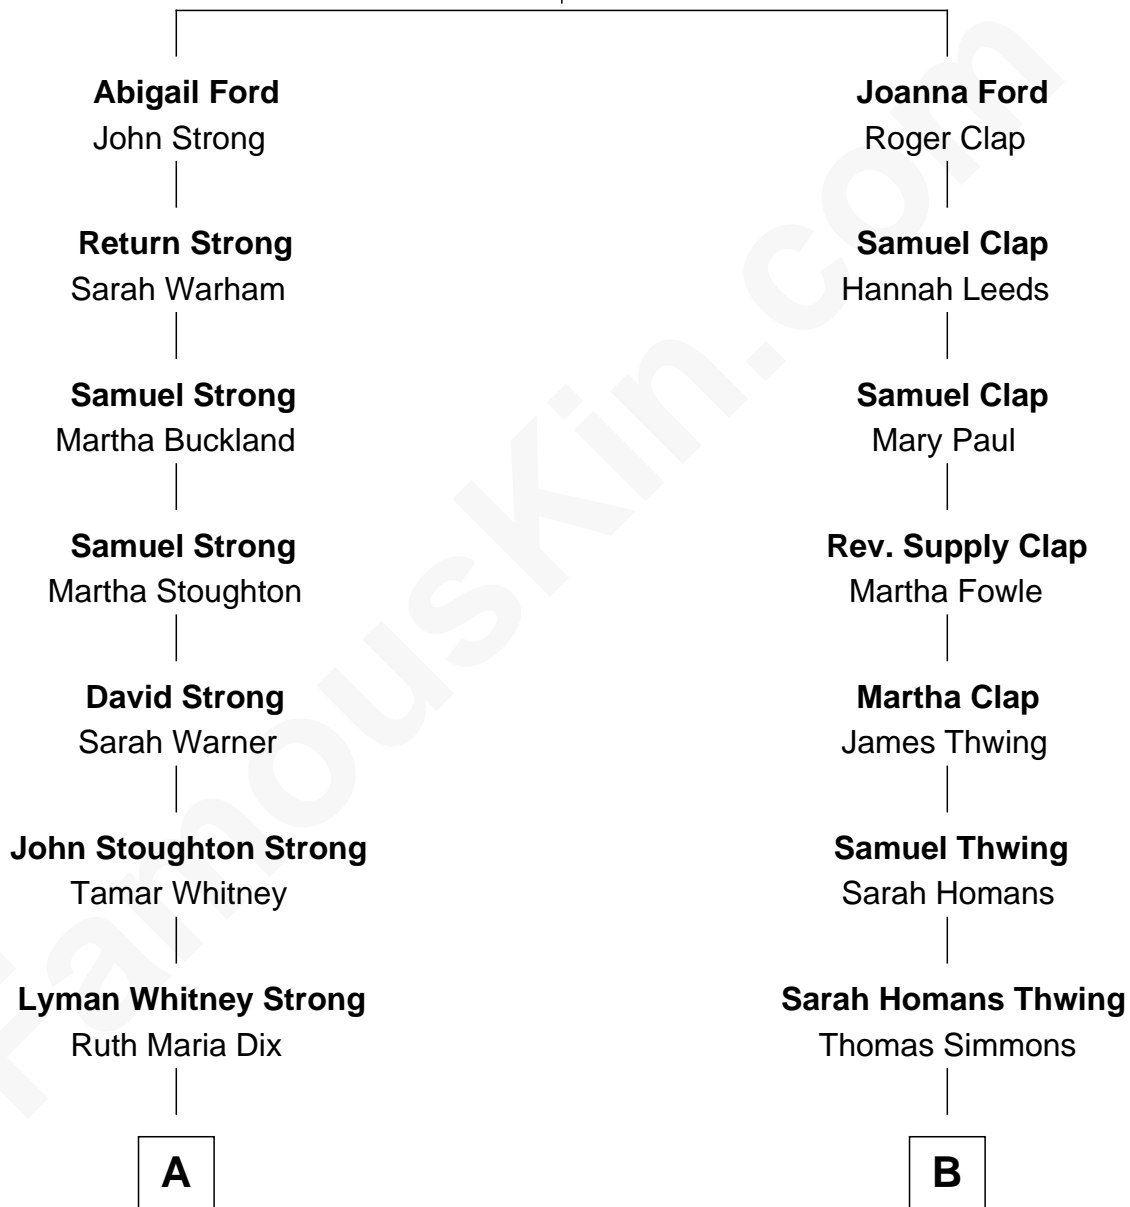 Abigail Ford
John Strong
Return Strong
Sarah Warham
Samuel Strong
Martha Buckland
Samuel Strong
Martha Stoughton
David Strong
Sarah Warner
John Stoughton Strong
Tamar Whitney
Lyman Whitney Strong
Ruth Maria Dix
A
Joanna Ford
Roger Clap
Samuel Clap
Hannah Leeds
Samuel Clap
Mary Paul
Rev. Supply Clap
Martha Fowle
Martha Clap
James Thwing
Samuel Thwing
Sarah Homans
Sarah Homans Thwing
Thomas Simmons
B
FamousKin.com